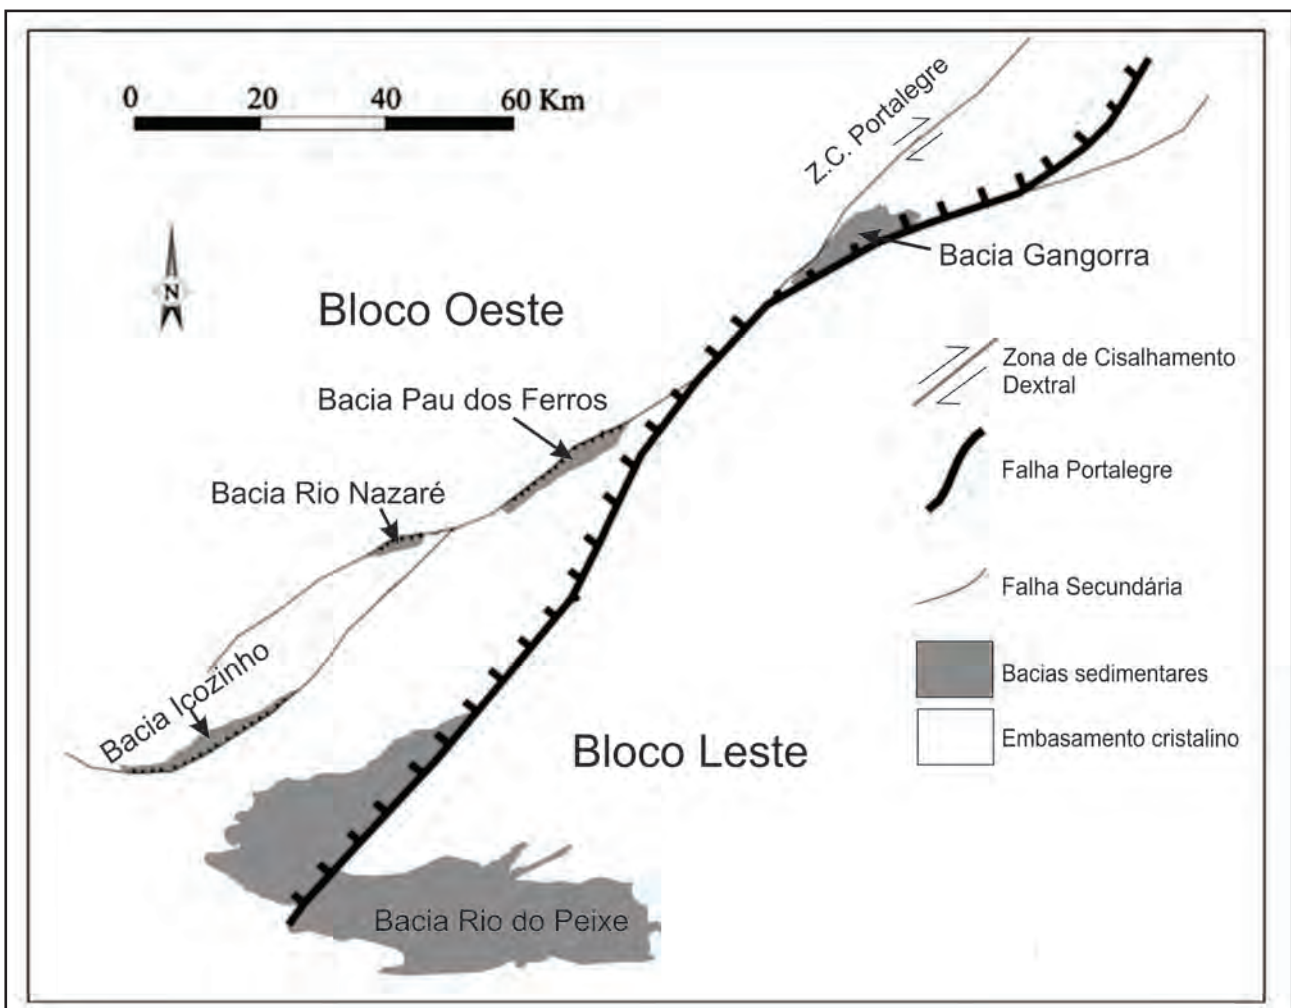 0 20 40 60 Km
Z.C. Portalegre
N
Bacia Gangorra
Bloco Oeste
Zona de Cisalhamento
Dextral
Bacia Pau dos Ferros
Falha Portalegre
Bacia Rio Nazaré
Falha Secundária
Bacia Içozinho
Bacias sedimentares
Bloco Leste
Embasamento cristalino
Bacia Rio do Peixe